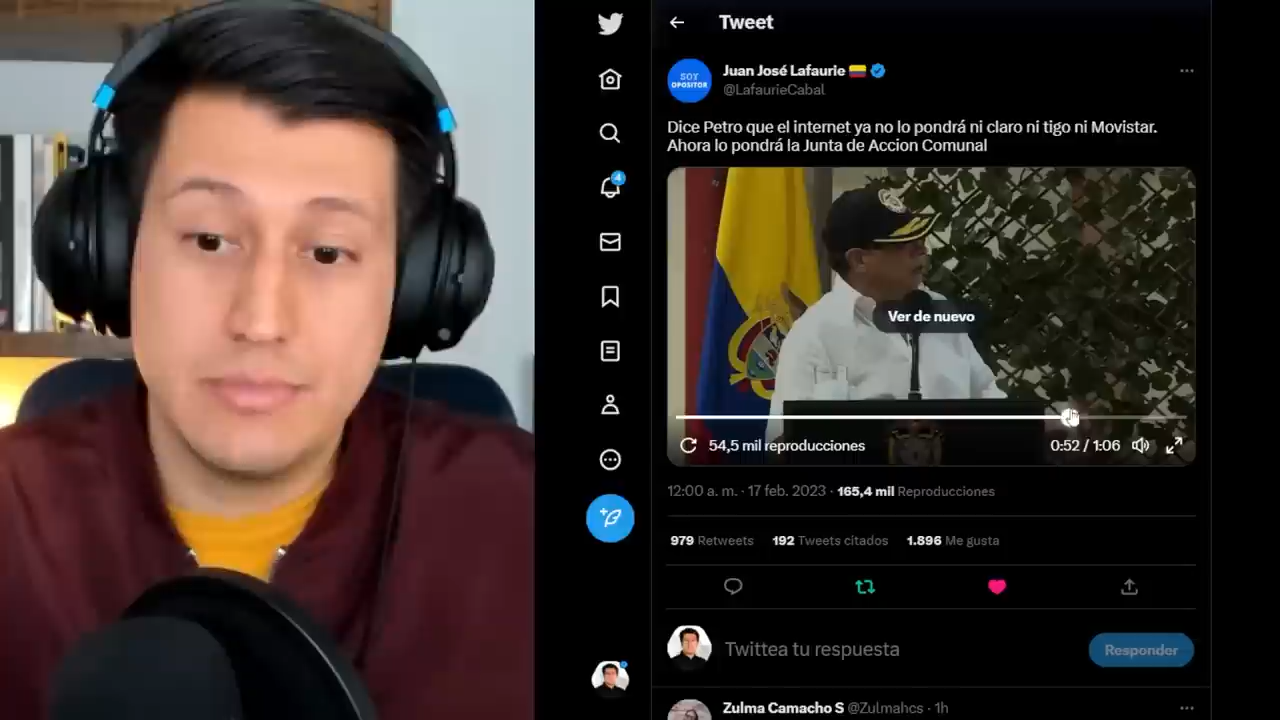 Tweet
SOY
OPOSITOR
Juan José Lafaurie
@LafaurieCabal
Dice Petro que el internet ya no lo pondrá ni claro ni tigo ni Movistar.
Ahora lo pondrá la Junta de Accion Comunal
Ver de nuevo
54,5 mil reproducciones
0:52 / 1:06
12:00 a. m. · 17 feb. 2023 · 165,4 mil Reproducciones
979 Retweets 192 Tweets citados 1.896 Me gusta
4
Twittea tu respuesta
Responder
Zulma Camacho S @Zulmahcs · 1h